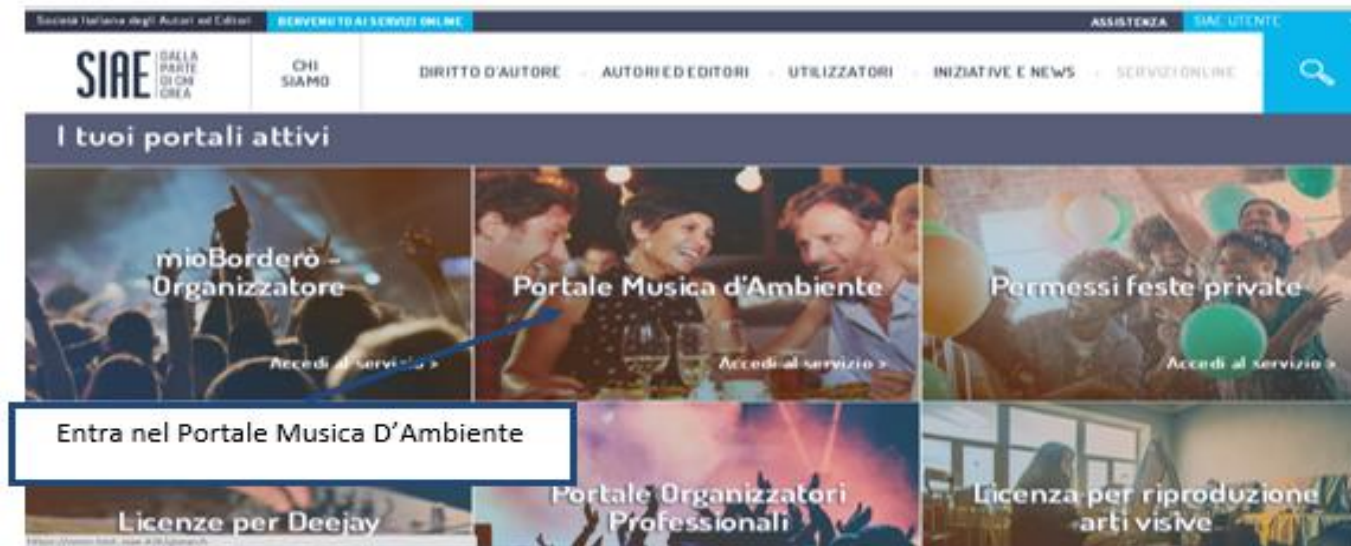 Società Italiana degli Autori ed Editori
BENVENUTO AI SERVIZI ONLINE
ASSISTENZA
SIAE UTENTE
SIAE
DALLA
PARTE
DI CHI
CREA
CHI
SIAMO
DIRITTO D'AUTORE
AUTORI ED EDITORI
UTILIZZATORI
INIZIATIVE E NEWS
SERVIZI ONLINE
I tuoi portali attivi
mioBorderò -
Organizzatore
Accedi al servizio >
Portale Musica d'Ambiente
Accedi al servizio >
Permessi feste private
Accedi al servizio >
Entra nel Portale Musica D'Ambiente
Licenze per Deejay
Portale Organizzatori
Professionali
Licenza per riproduzione
arti visive